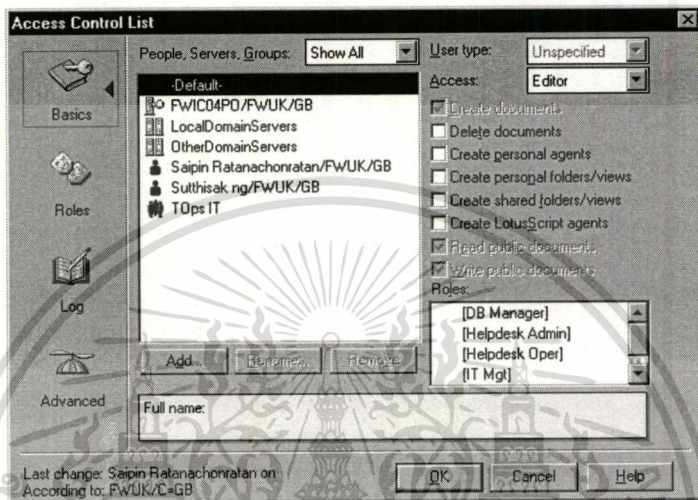 Access Control List
Basics
Roles
Log
Advanced
People, Servers, Groups: Show All
-Default-
FWIC04PO/FWUK/GB
LocalDomainServers
OtherDomainServers
Saipin Ratanachonratan/FWUK/GB
Sutthisak ng/FWUK/GB
TOps IT
Add... Rename... Remove
Full name:
User type: Unspecified
Access: Editor
Create documents
Delete documents
Create personal agents
Create personal folders/views
Create shared folders/views
Create LotusScript agents
Read public documents
Write public documents
Roles:
[DB Manager]
[Helpdesk Admin]
[Helpdesk Oper]
[IT Mgt]
Last change: Saipin Ratanachonratan on
According to: FWUK/C=GB
OK Cancel Help